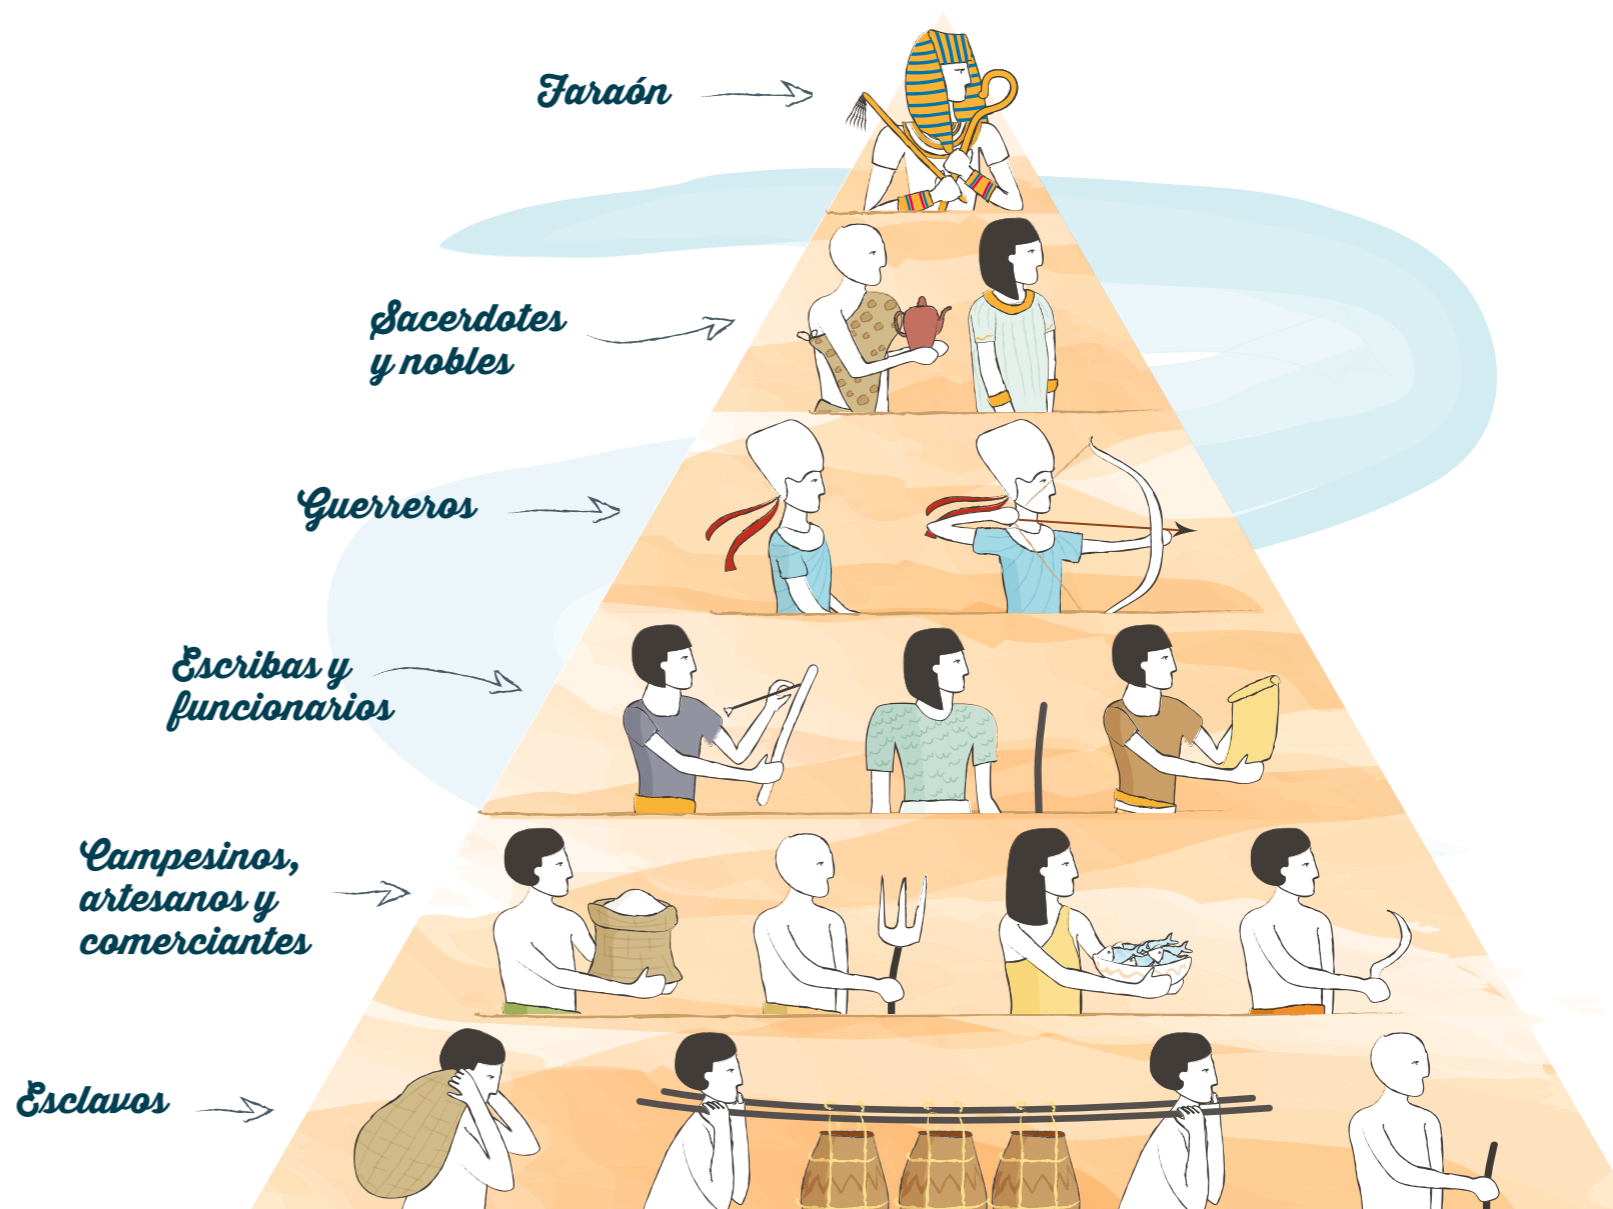 Faraón
Sacerdotes
y nobles
Guerreros
Escribas y
funcionarios
Campesinos,
artesanos y
comerciantes
Esclavos